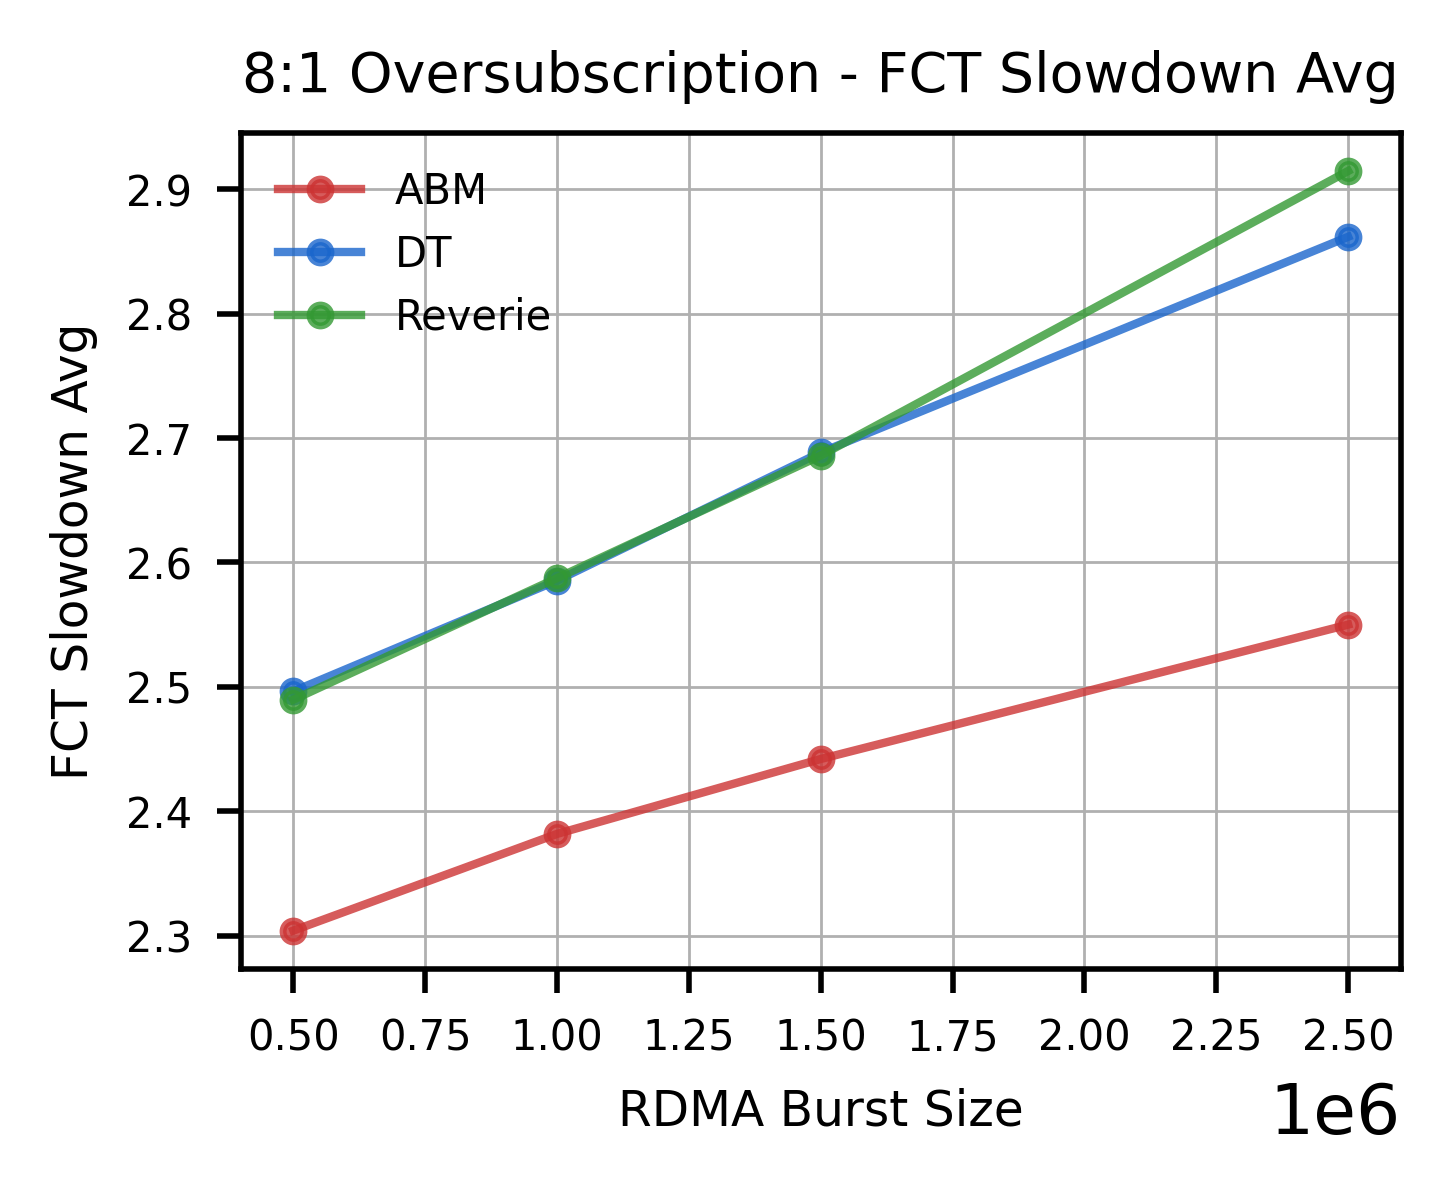 8:1 Oversubscription - FCT Slowdown Avg
FCT Slowdown Avg
2.9
2.8
2.7
2.6
2.5
2.4
2.3
ABM
DT
Reverie
0.50 0.75 1.00 1.25 1.50 1.75 2.00 2.25 2.50
RDMA Burst Size
1e6